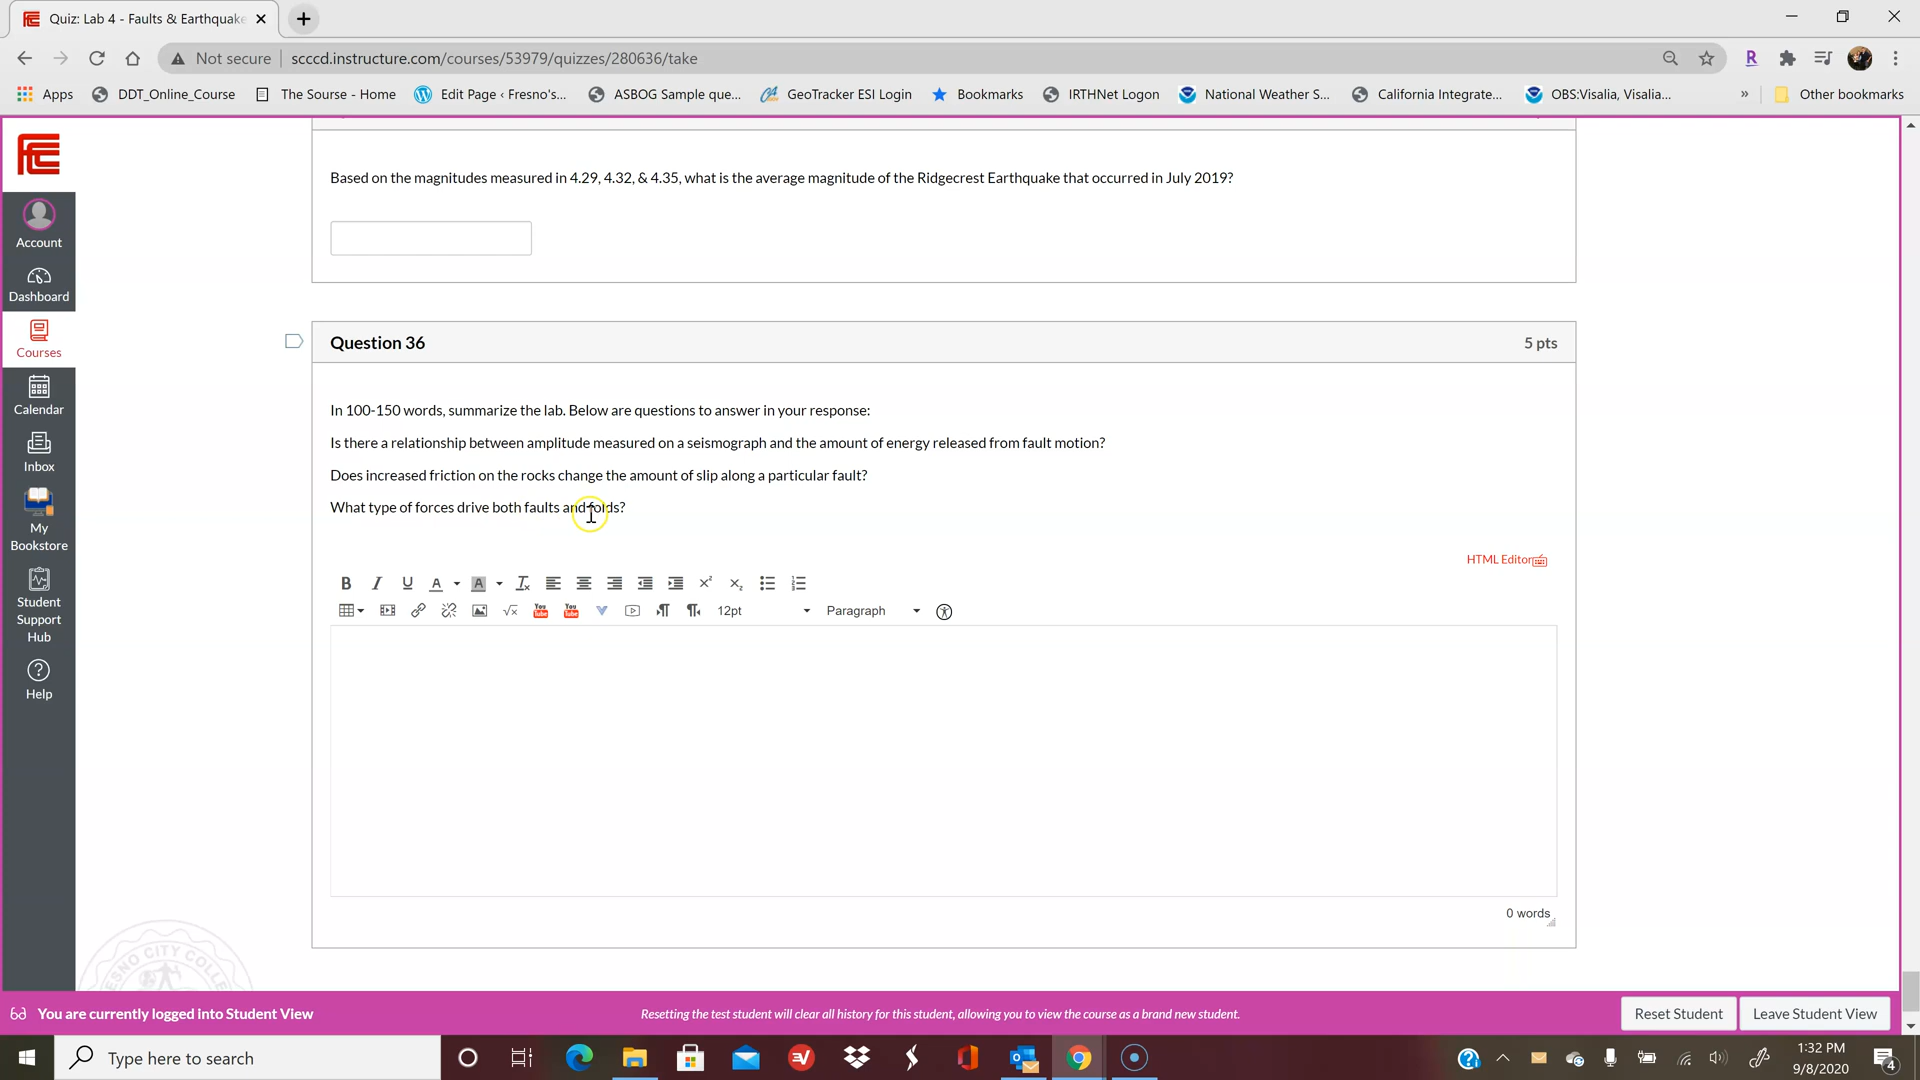 Quiz: Lab 4 - Faults & Earthquake
Not secure
scccd.instructure.com/courses/53979/quizzes/280636/take
R
Apps
DDT_Online_Course
The Sourse - Home
Edit Page ‹ Fresno's...
ASBOG Sample que...
GeoTracker ESI Login
Bookmarks
IRTHNet Logon
National Weather S...
California Integrate...
OBS:Visalia, Visalia...
»
Other bookmarks
Account
Dashboard
Courses
Calendar
Inbox
My
Bookstore
Student
Support
Hub
Help
Based on the magnitudes measured in 4.29, 4.32, & 4.35, what is the average magnitude of the Ridgecrest Earthquake that occurred in July 2019?
Question 36
5 pts
In 100-150 words, summarize the lab. Below are questions to answer in your response:
Is there a relationship between amplitude measured on a seismograph and the amount of energy released from fault motion?
Does increased friction on the rocks change the amount of slip along a particular fault?
What type of forces drive both faults and folds?
HTML Editor
12pt
Paragraph
0 words
You are currently logged into Student View
Resetting the test student will clear all history for this student, allowing you to view the course as a brand new student.
Reset Student
Leave Student View
Type here to search
1:32 PM
9/8/2020
4